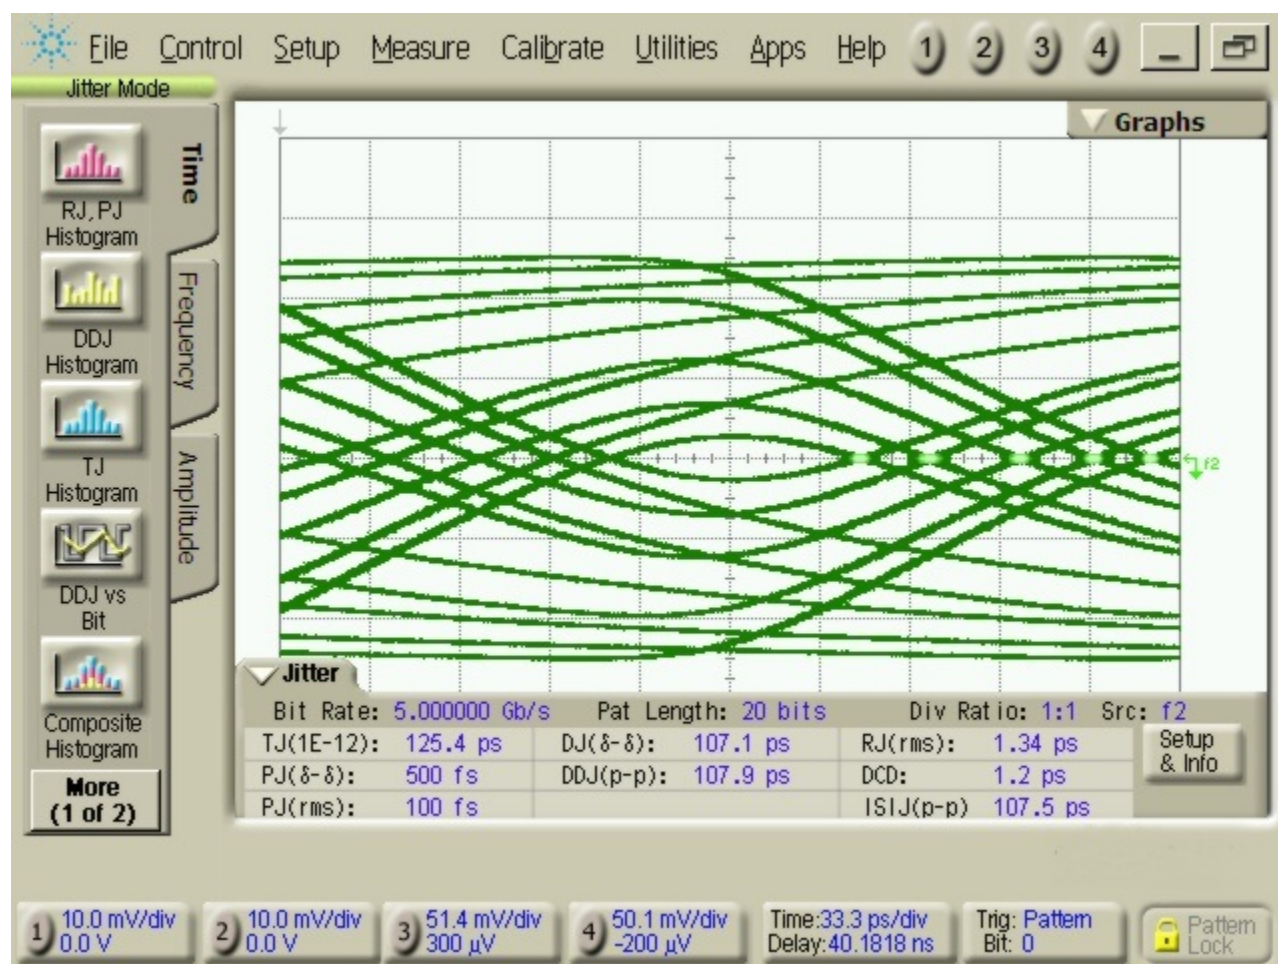 File Control Setup Measure Calibrate Utilities Apps Help 1 2 3 4
Jitter Mode
Graphs
Time
Frequency
Amplitude
RJ, PJ
Histogram
DDJ
Histogram
TJ
Histogram
DDJ vs
Bit
Composite
Histogram
More
(1 of 2)
f2
Jitter
Bit Rate: 5.000000 Gb/s Pat Length: 20 bits Div Ratio: 1:1 Src: f2
TJ(1E-12): 125.4 ps DJ(δ-δ): 107.1 ps RJ(rms): 1.34 ps
PJ(δ-δ): 500 fs DDJ(p-p): 107.9 ps DCD: 1.2 ps
PJ(rms): 100 fs ISIJ(p-p) 107.5 ps
Setup
& Info
1 10.0 mV/div
0.0 V
2 10.0 mV/div
0.0 V
3 51.4 mV/div
300 µV
4 50.1 mV/div
-200 µV
Time:33.3 ps/div
Delay:40.1818 ns
Trig: Pattern
Bit: 0
Pattern
Lock